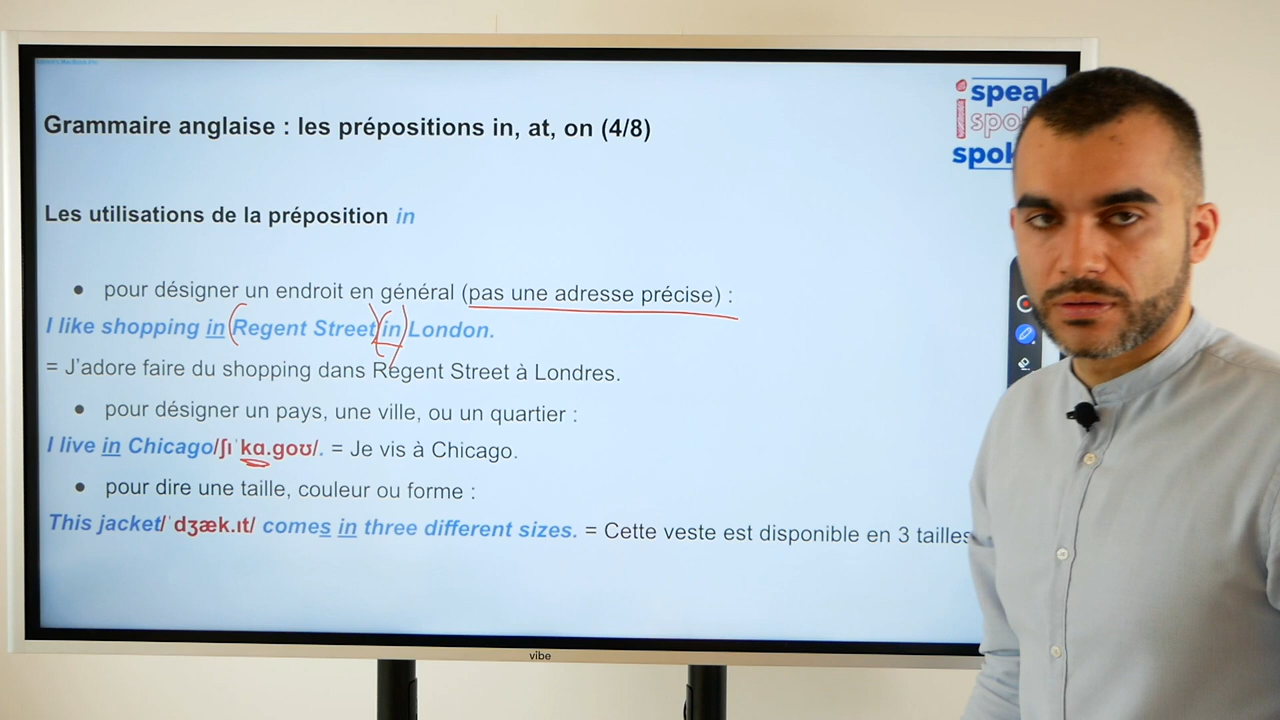 Grammaire anglaise : les prépositions in, at, on (4/8)
speak
i spok
spok
Les utilisations de la préposition in
● pour désigner un endroit en général (pas une adresse précise) :
I like shopping in Regent Street in London.
= J'adore faire du shopping dans Regent Street à Londres.
● pour désigner un pays, une ville, ou un quartier :
I live in Chicago/ʃɪˈkɑ.ɡoʊ/. = Je vis à Chicago.
● pour dire une taille, couleur ou forme :
This jacket/ˈdʒæk.ɪt/ comes in three different sizes. = Cette veste est disponible en 3 tailles
vibe